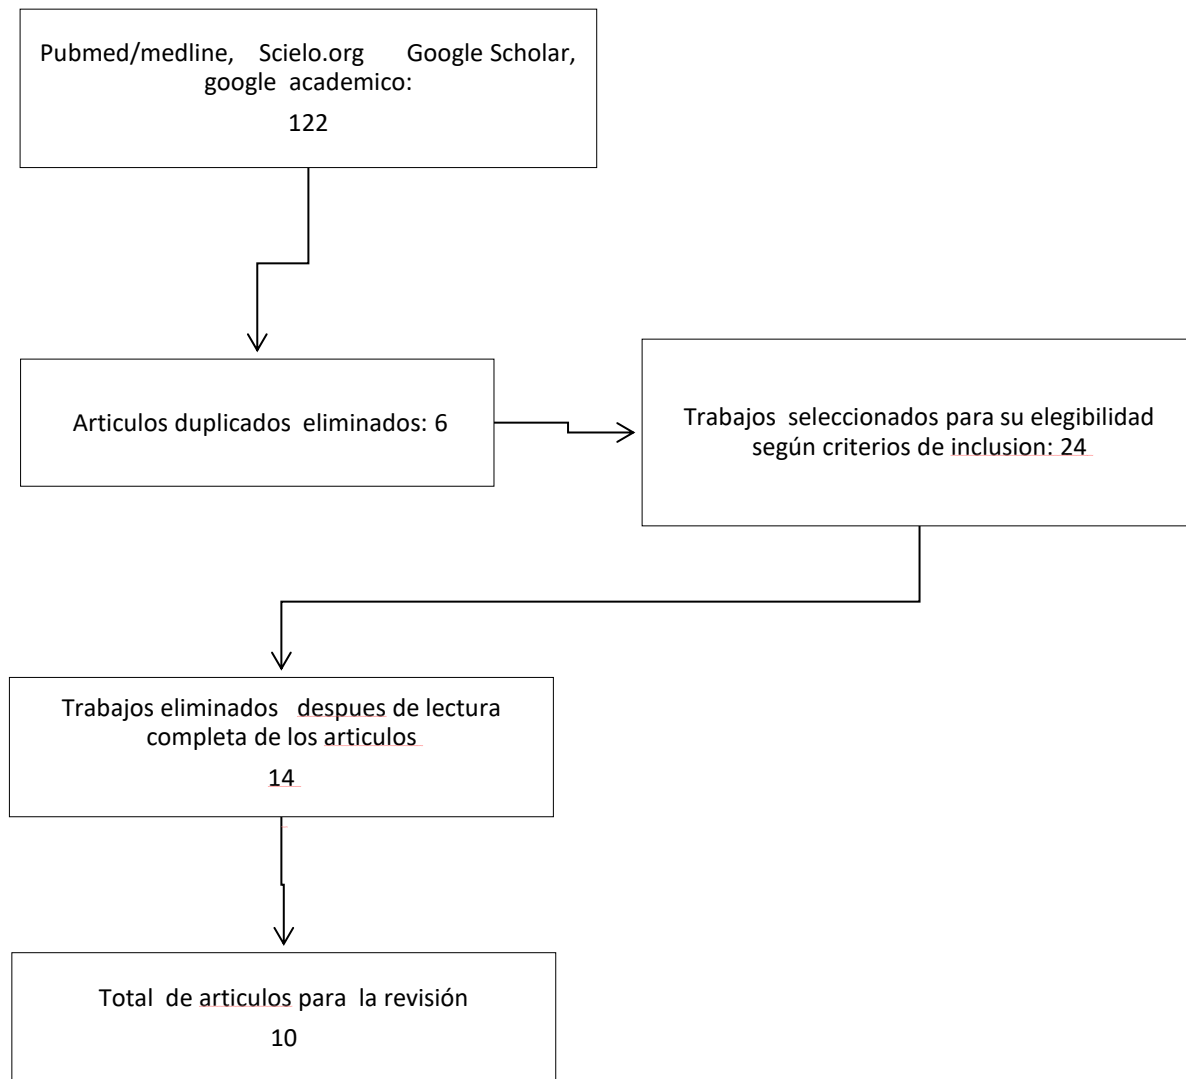 Pubmed/medline, Scielo.org Google Scholar,
google academico:
122
Articulos duplicados eliminados: 6
Trabajos seleccionados para su elegibilidad
según criterios de inclusion: 24
Trabajos eliminados despues de lectura
completa de los articulos
14
Total de articulos para la revisión
10